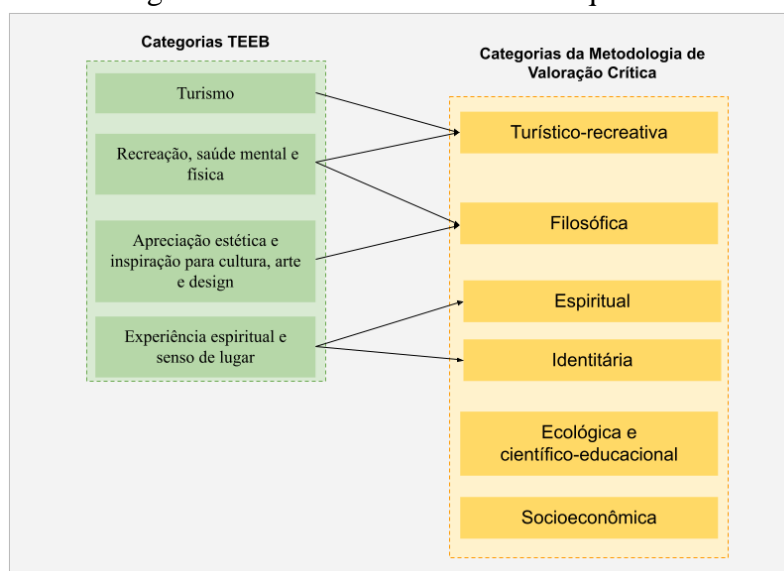 Categorias TEEB
Turismo
Recreação, saúde mental e
física
Apreciação estética e
inspiração para cultura, arte
e design
Experiência espiritual e
senso de lugar
Categorias da Metodologia de
Valoração Crítica
Turístico-recreativa
Filosófica
Espiritual
Identitária
Ecológica e
científico-educacional
Socioeconômica